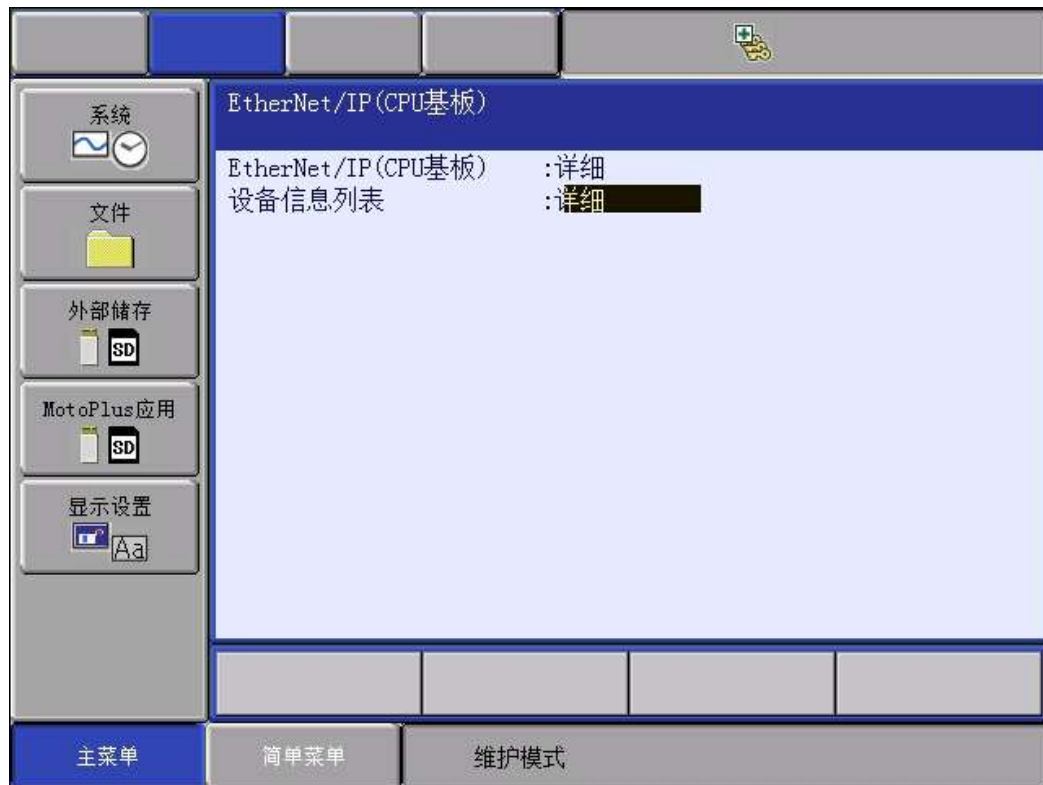 系统
文件
外部储存
SD
MotoPlus应用
SD
显示设置
Aa
EtherNet/IP(CPU基板)
EtherNet/IP(CPU基板) :详细
设备信息列表 :详细
主菜单
简单菜单
维护模式